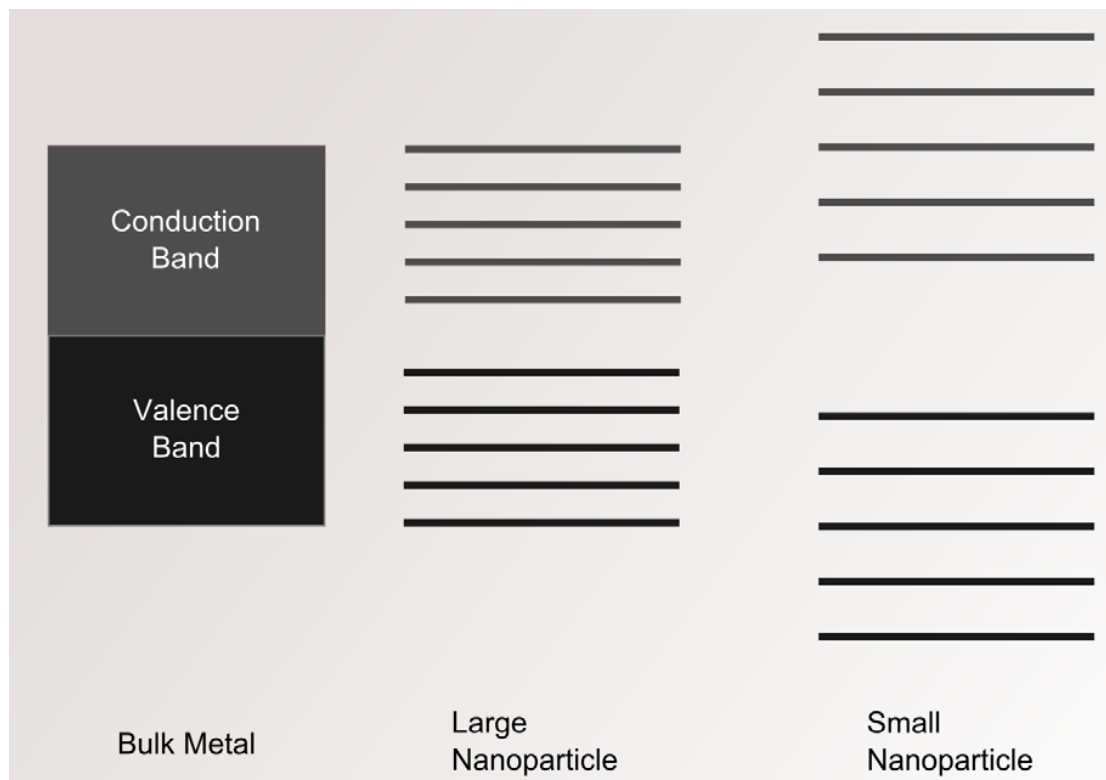 Conduction
Band
Valence
Band
Bulk Metal
Large
Nanoparticle
Small
Nanoparticle